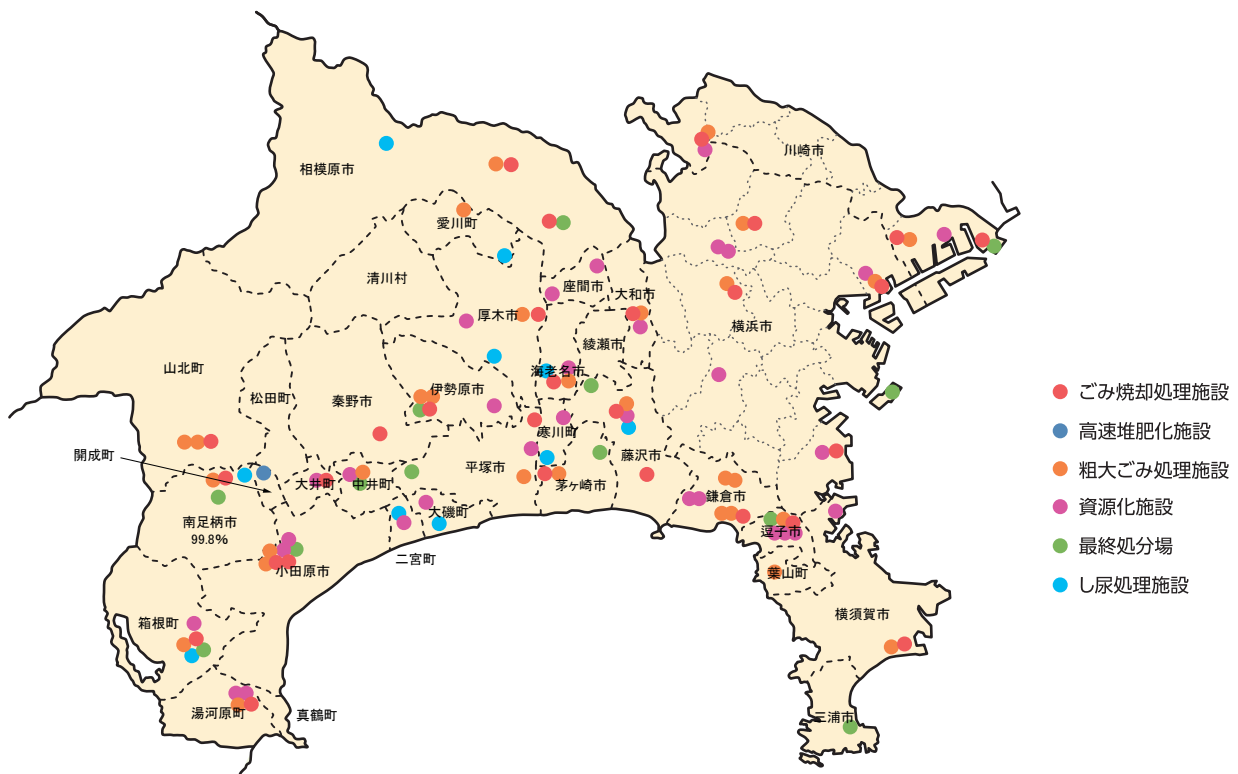 川崎市
相模原市
愛川町
清川村
座間市
大和市
厚木市
横浜市
綾瀬市
山北町
海老名市
伊勢原市
松田町
秦野市
寒川町
開成町
藤沢市
平塚市
大井町
中井町
茅ヶ崎市
鎌倉市
大磯町
南足柄市
99.8%
逗子市
二宮町
小田原市
葉山町
横須賀市
箱根町
湯河原町
真鶴町
三浦市
ごみ焼却処理施設
高速堆肥化施設
粗大ごみ処理施設
資源化施設
最終処分場
し尿処理施設